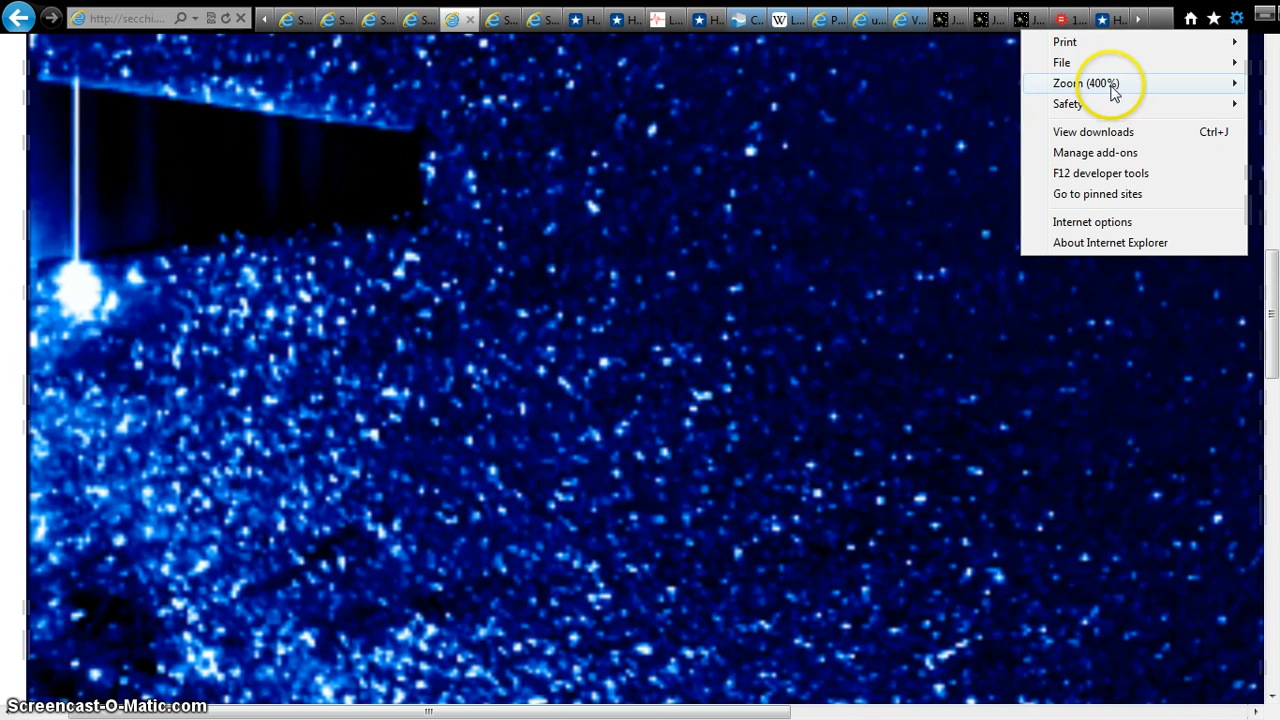 http://secchi...
S...
S...
S...
S...
S...
S...
H...
H...
L...
H...
H...
C...
W L...
P...
u...
V...
J...
J...
J...
1...
H...
Print
File
Zoom (400%)
Safety
View downloads Ctrl+J
Manage add-ons
F12 developer tools
Go to pinned sites
Internet options
About Internet Explorer
Screencast-O-Matic.com